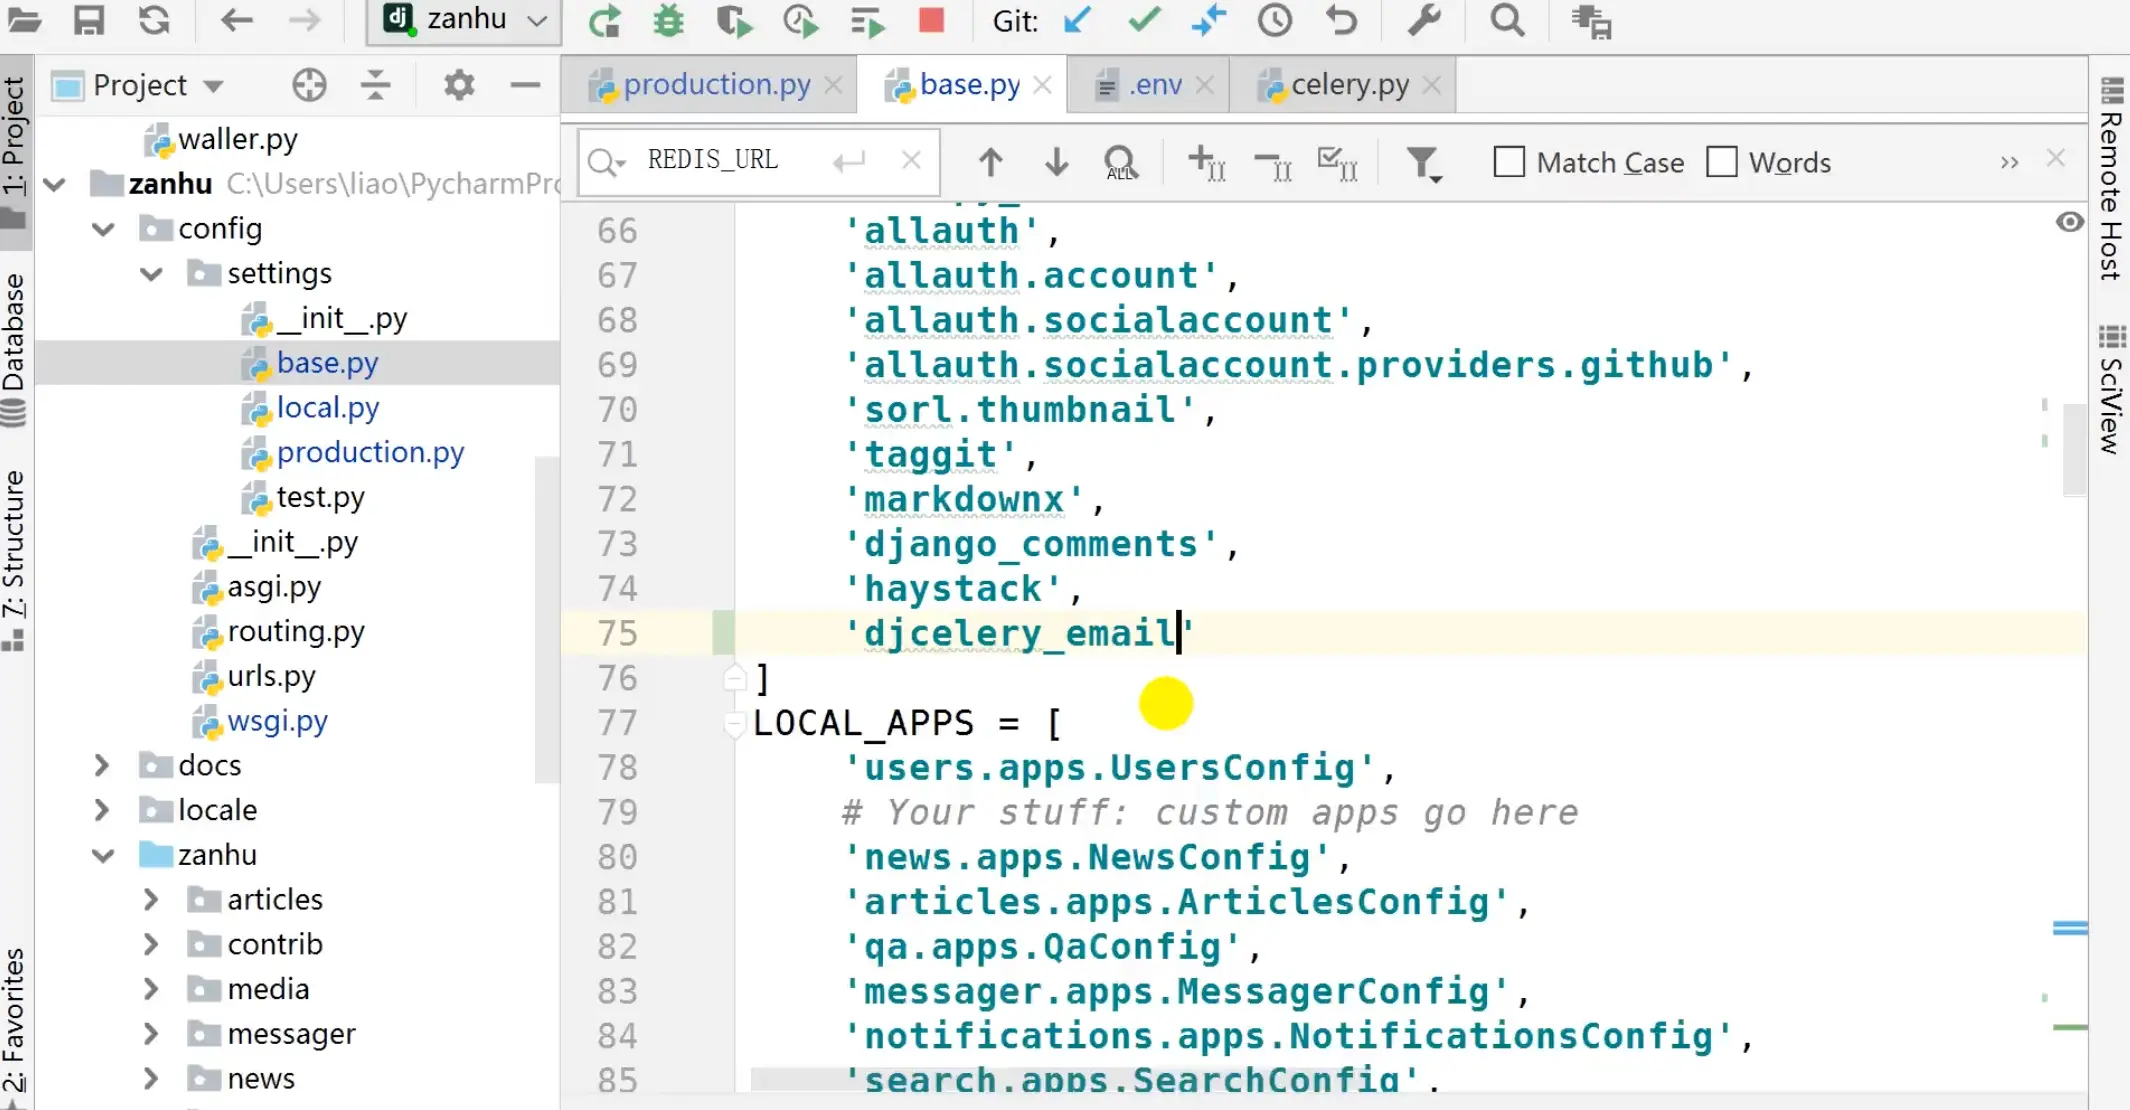 zanhu
Git:
1: Project
Database
7: Structure
2: Favorites
Project
waller.py
zanhu C:\Users\liao\PycharmPro
config
settings
__init__.py
base.py
local.py
production.py
test.py
__init__.py
asgi.py
routing.py
urls.py
wsgi.py
docs
locale
zanhu
articles
contrib
media
messager
news
production.py
base.py
.env
celery.py
REDIS_URL
ALL
Match Case
Words
66 'allauth',
67 'allauth.account',
68 'allauth.socialaccount',
69 'allauth.socialaccount.providers.github',
70 'sorl.thumbnail',
71 'taggit',
72 'markdownx',
73 'django_comments',
74 'haystack',
75 'djcelery_email'
76 ]
77 LOCAL_APPS = [
78 'users.apps.UsersConfig',
79 # Your stuff: custom apps go here
80 'news.apps.NewsConfig',
81 'articles.apps.ArticlesConfig',
82 'qa.apps.QaConfig',
83 'messager.apps.MessagerConfig',
84 'notifications.apps.NotificationsConfig',
85 'search.apps.SearchConfig',
Remote Host
SciView